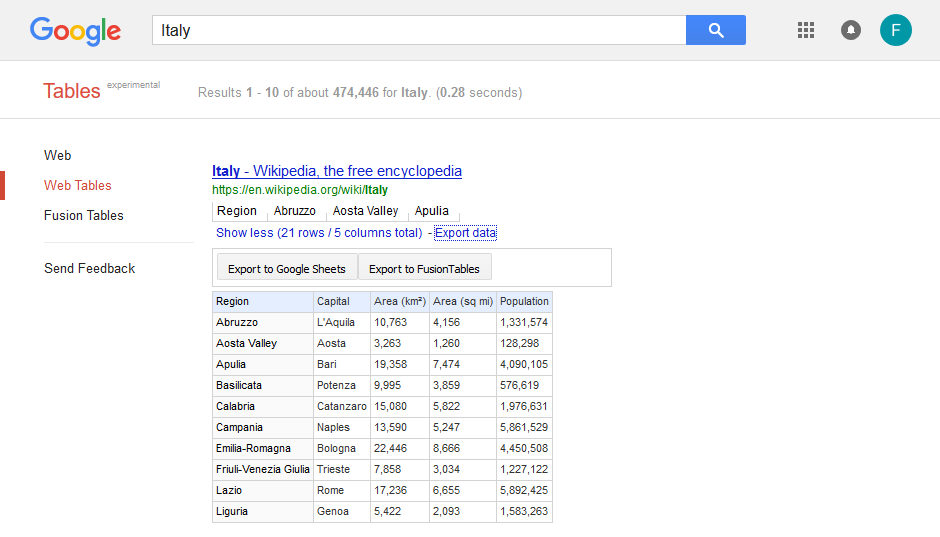 Google Italy F
Tables experimental Results 1 - 10 of about 474,446 for Italy. (0.28 seconds)
Web
Web Tables
Fusion Tables
Send Feedback
Italy - Wikipedia, the free encyclopedia
https://en.wikipedia.org/wiki/Italy
Region Abruzzo Aosta Valley Apulia
Show less (21 rows / 5 columns total) - Export data
Export to Google Sheets Export to FusionTables
Region Capital Area (km²) Area (sq mi) Population
Abruzzo L'Aquila 10,763 4,156 1,331,574
Aosta Valley Aosta 3,263 1,260 128,298
Apulia Bari 19,358 7,474 4,090,105
Basilicata Potenza 9,995 3,859 576,619
Calabria Catanzaro 15,080 5,822 1,976,631
Campania Naples 13,590 5,247 5,861,529
Emilia-Romagna Bologna 22,446 8,666 4,450,508
Friuli-Venezia Giulia Trieste 7,858 3,034 1,227,122
Lazio Rome 17,236 6,655 5,892,425
Liguria Genoa 5,422 2,093 1,583,263